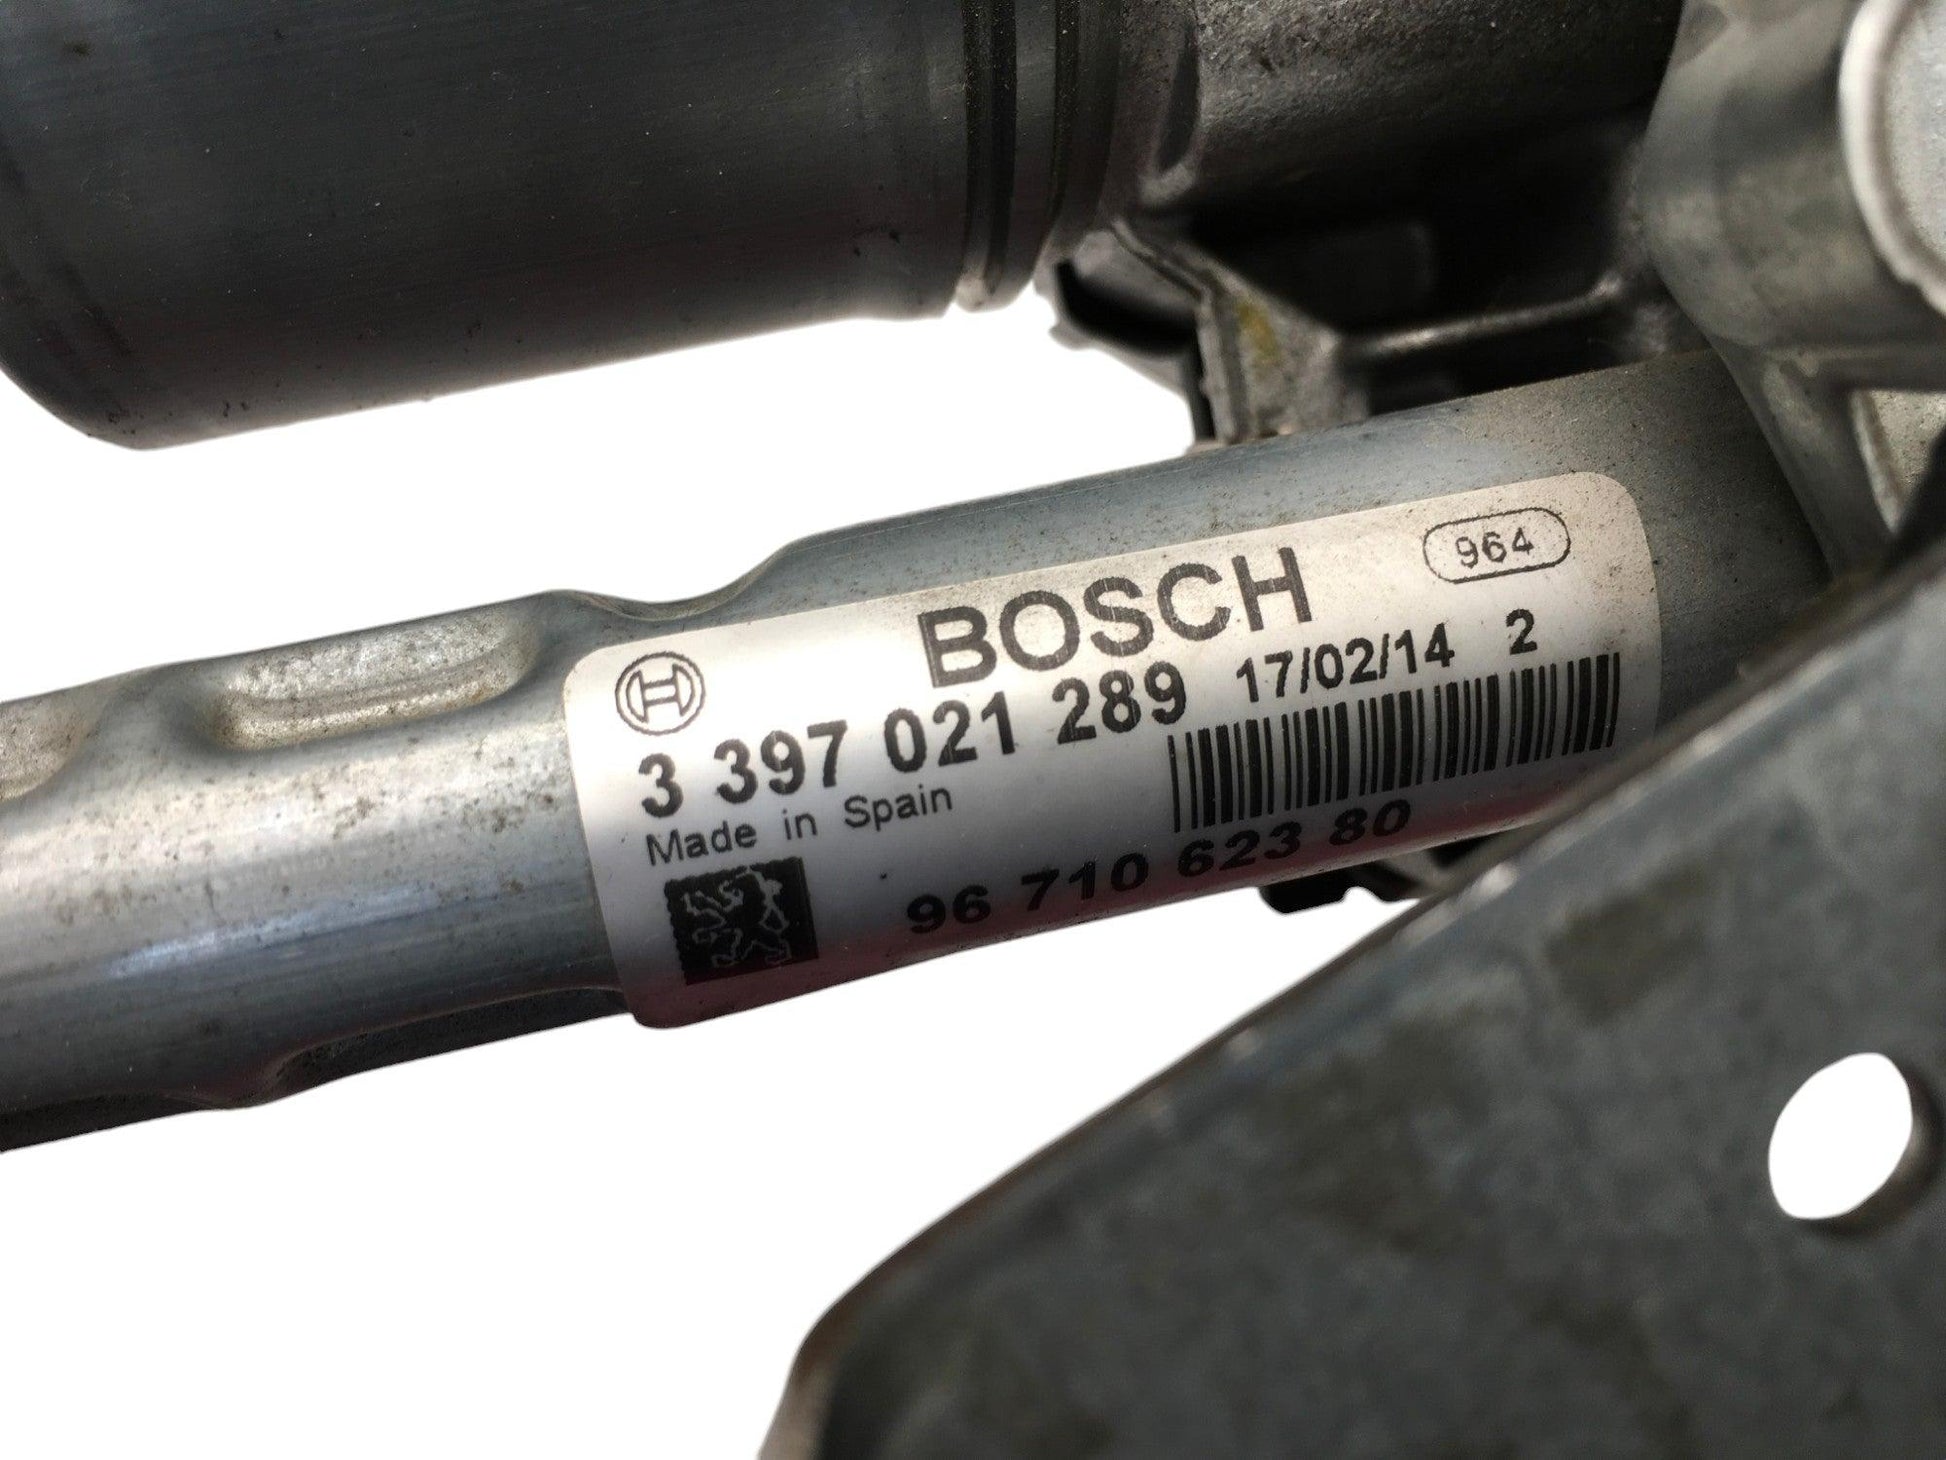 BOSCH 964
3 397 021 289 17/02/14 2
Made in Spain
96 710 623 80